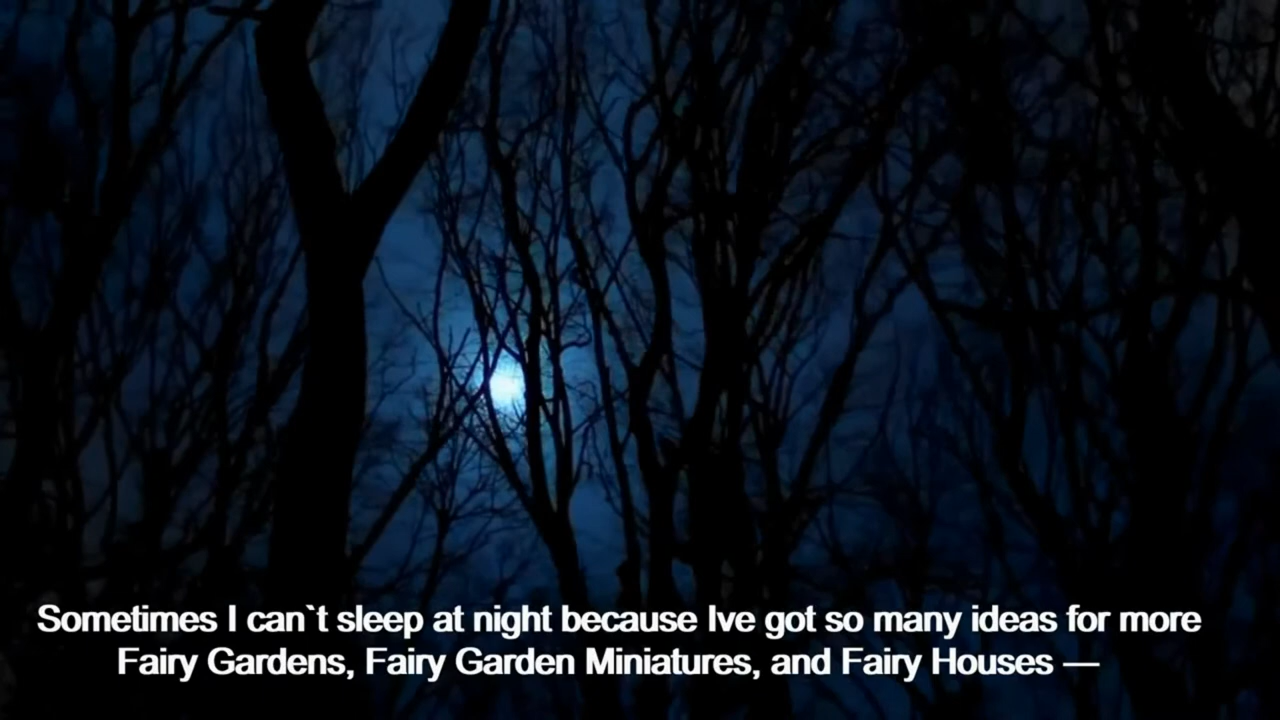 Sometimes I can`t sleep at night because Ive got so many ideas for more
Fairy Gardens, Fairy Garden Miniatures, and Fairy Houses —